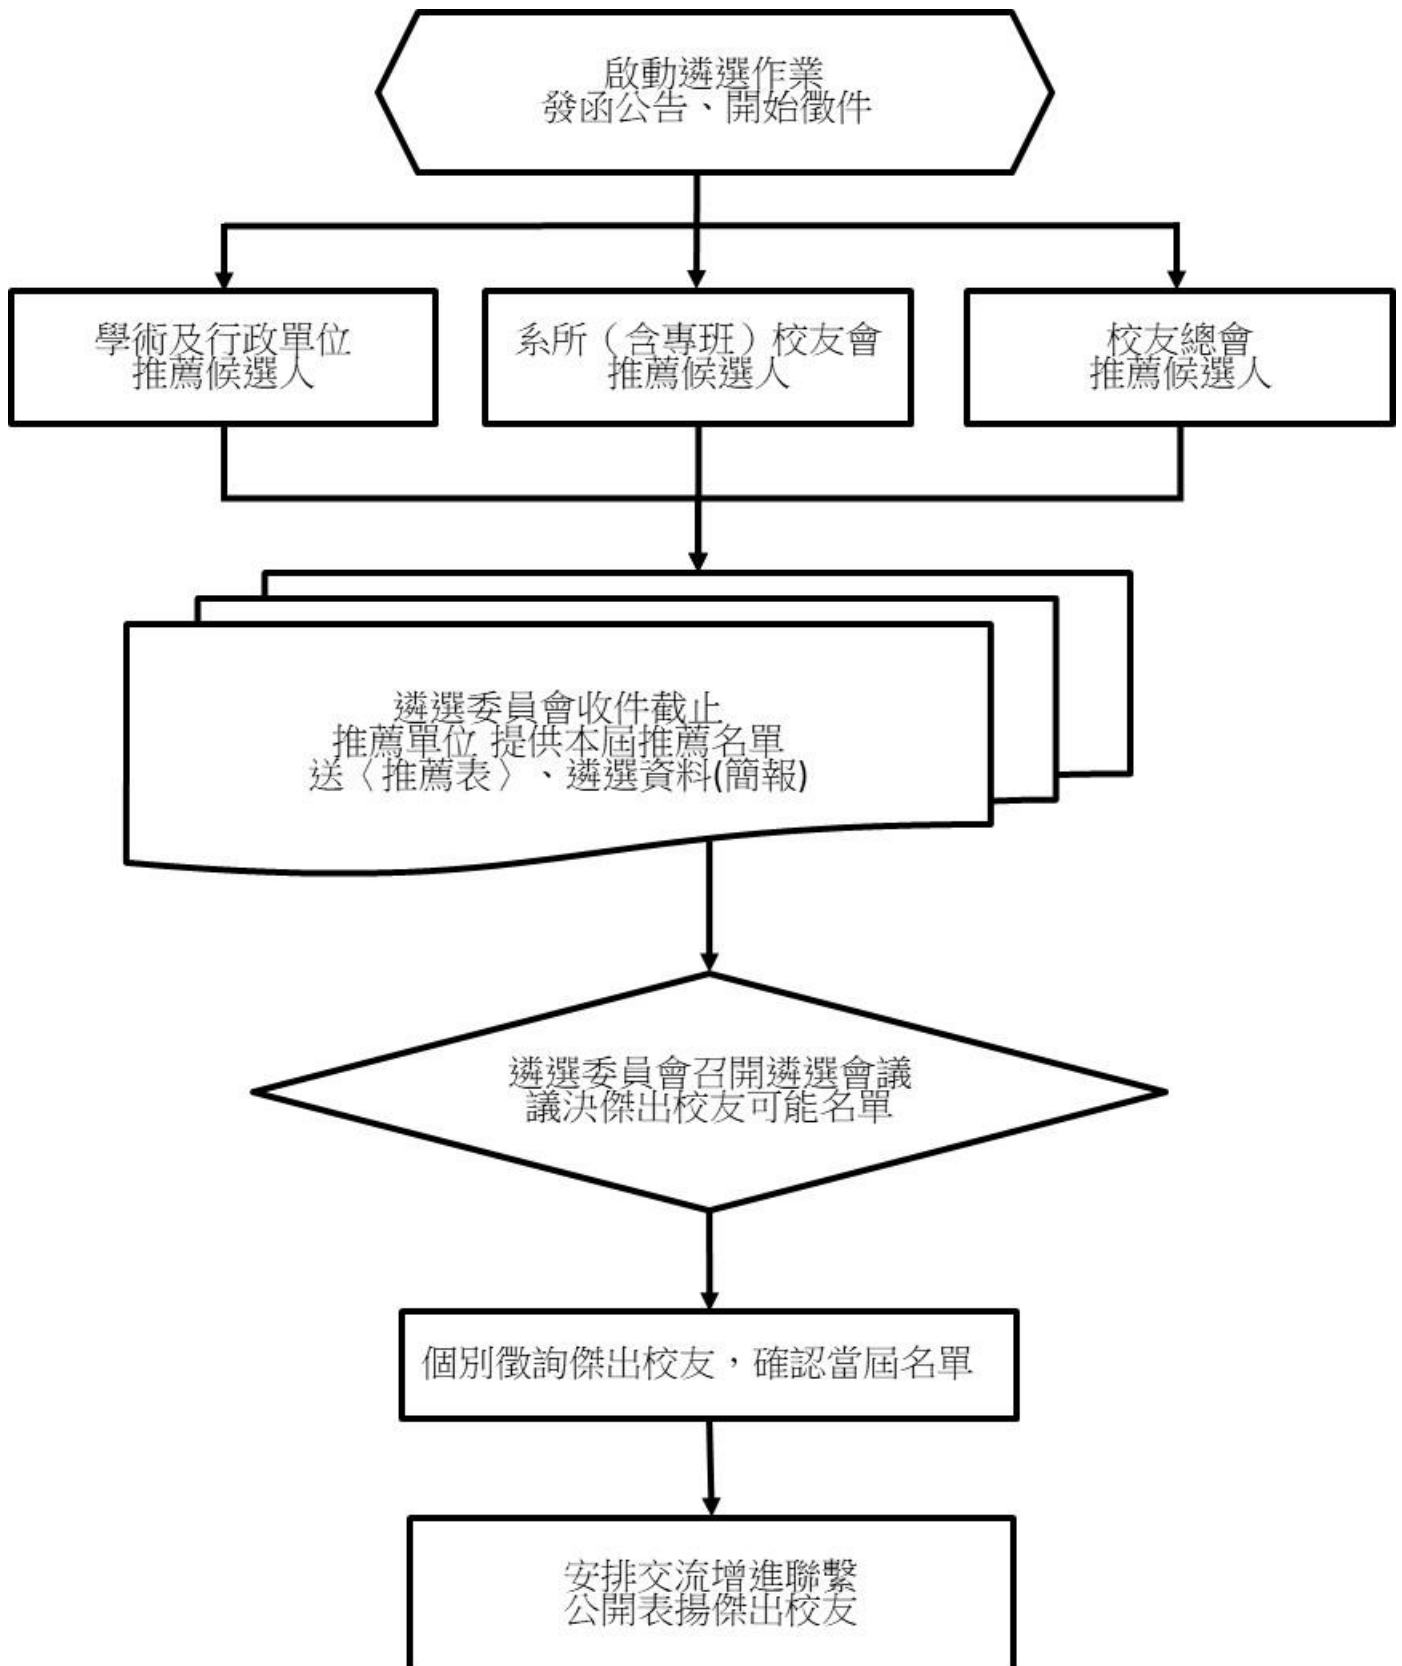 啟動遴選作業
發函公告、開始徵件
學術及行政單位
推薦候選人
系所（含專班）校友會
推薦候選人
校友總會
推薦候選人
遴選委員會收件截止
推薦單位 提供本屆推薦名單
送〈推薦表〉、遴選資料(簡報)
遴選委員會召開遴選會議
議決傑出校友可能名單
個別徵詢傑出校友，確認當屆名單
安排交流增進聯繫
公開表揚傑出校友